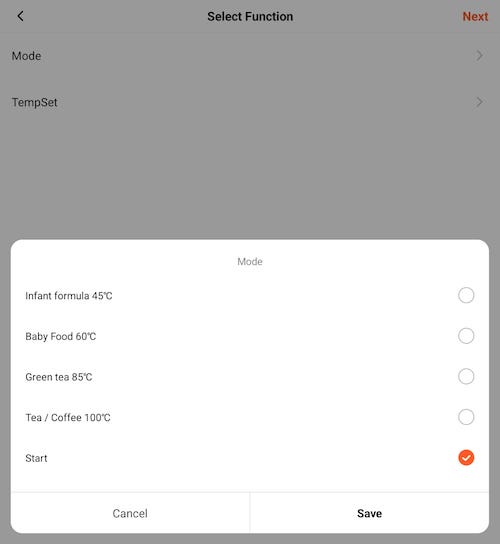 Select Function
Next
Mode
TempSet
Mode
Infant formula 45℃
Baby Food 60℃
Green tea 85℃
Tea / Coffee 100℃
Start
Cancel
Save